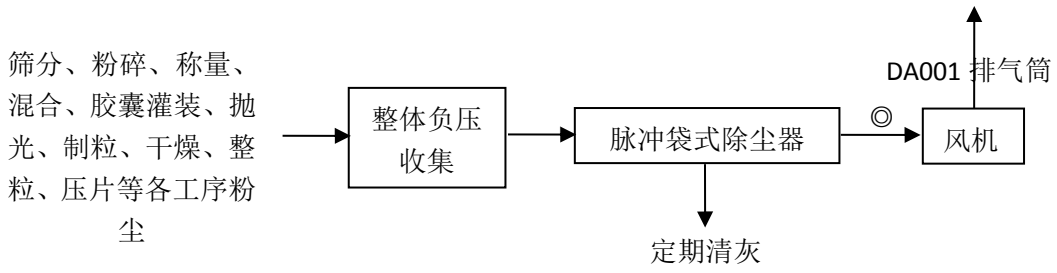 筛分、粉碎、称量、
混合、胶囊灌装、抛
光、制粒、干燥、整
粒、压片等各工序粉
尘
整体负压
收集
脉冲袋式除尘器
定期清灰
◎
风机
DA001 排气筒